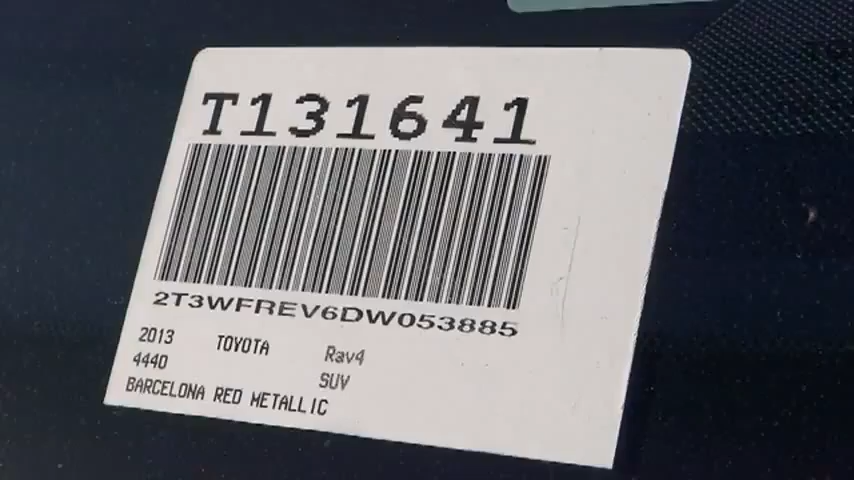 T131641
2T3WFREV6DW053885
2013 TOYOTA Rav4
4440 SUV
BARCELONA RED METALLIC